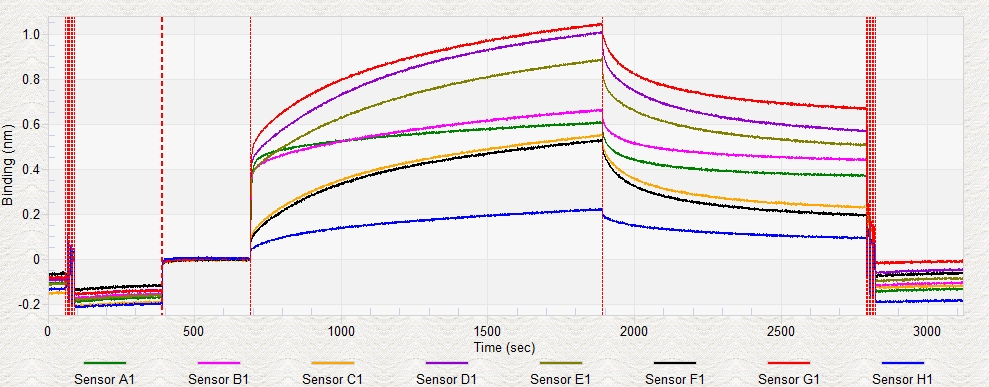 Binding (nm)
1.0
0.8
0.6
0.4
0.2
0
-0.2
0 500 1000 1500 2000 2500 3000
Time (sec)
Sensor A1 Sensor B1 Sensor C1 Sensor D1 Sensor E1 Sensor F1 Sensor G1 Sensor H1